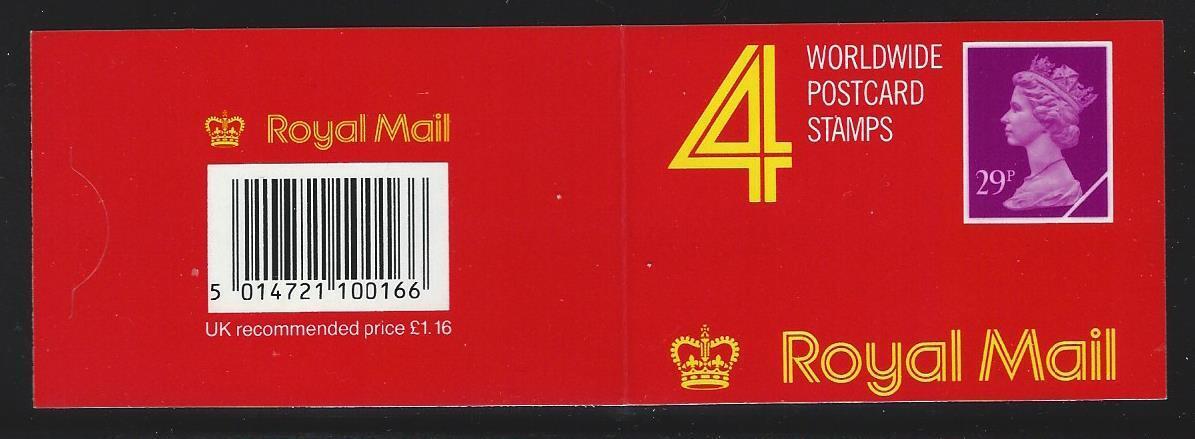 Royal Mail
5 014721 100166
UK recommended price £1.16
4
WORLDWIDE
POSTCARD
STAMPS
29P
Royal Mail